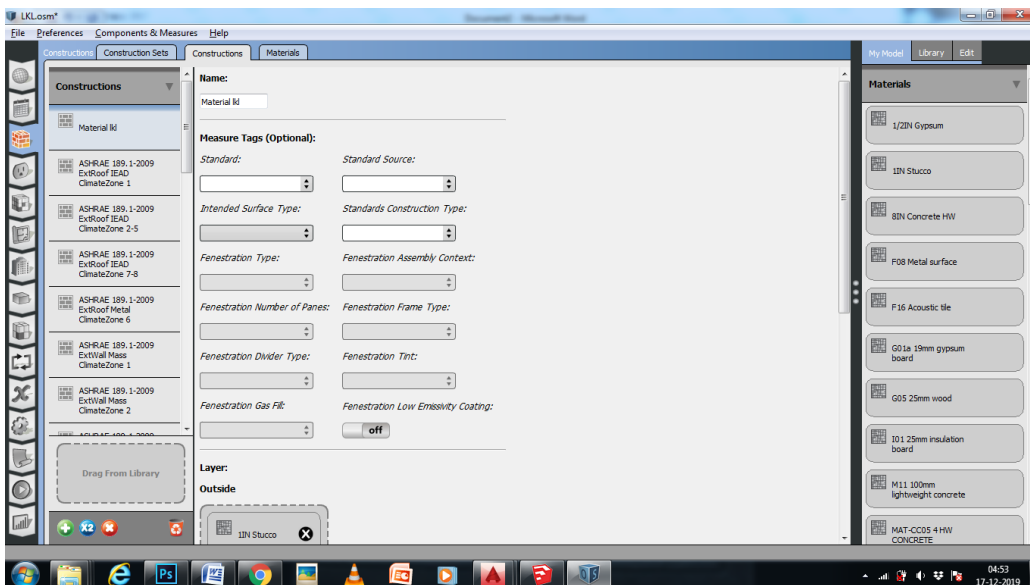 LKLosm*
Document2 - Microsoft Word
File Preferences Components & Measures Help
Constructions Construction Sets Constructions Materials
My Model Library Edit
Constructions
Material lkl
ASHRAE 189.1-2009
ExtRoof IEAD
ClimateZone 1
ASHRAE 189.1-2009
ExtRoof IEAD
ClimateZone 2-5
ASHRAE 189.1-2009
ExtRoof IEAD
ClimateZone 7-8
ASHRAE 189.1-2009
ExtRoof Metal
ClimateZone 6
ASHRAE 189.1-2009
ExtWall Mass
ClimateZone 1
ASHRAE 189.1-2009
ExtWall Mass
ClimateZone 2
Drag From Library
X2
Name:
Material lkl
Measure Tags (Optional):
Standard: Standard Source:
Intended Surface Type: Standards Construction Type:
Fenestration Type: Fenestration Assembly Context:
Fenestration Number of Panes: Fenestration Frame Type:
Fenestration Divider Type: Fenestration Tint:
Fenestration Gas Fill: Fenestration Low Emissivity Coating:
off
Layer:
Outside
1IN Stucco
Materials
1/2IN Gypsum
1IN Stucco
8IN Concrete HW
F08 Metal surface
F16 Acoustic tile
G01a 19mm gypsum
board
G05 25mm wood
I01 25mm insulation
board
M11 100mm
lightweight concrete
MAT-CC05 4 HW
CONCRETE
Ps
04:53
17-12-2019